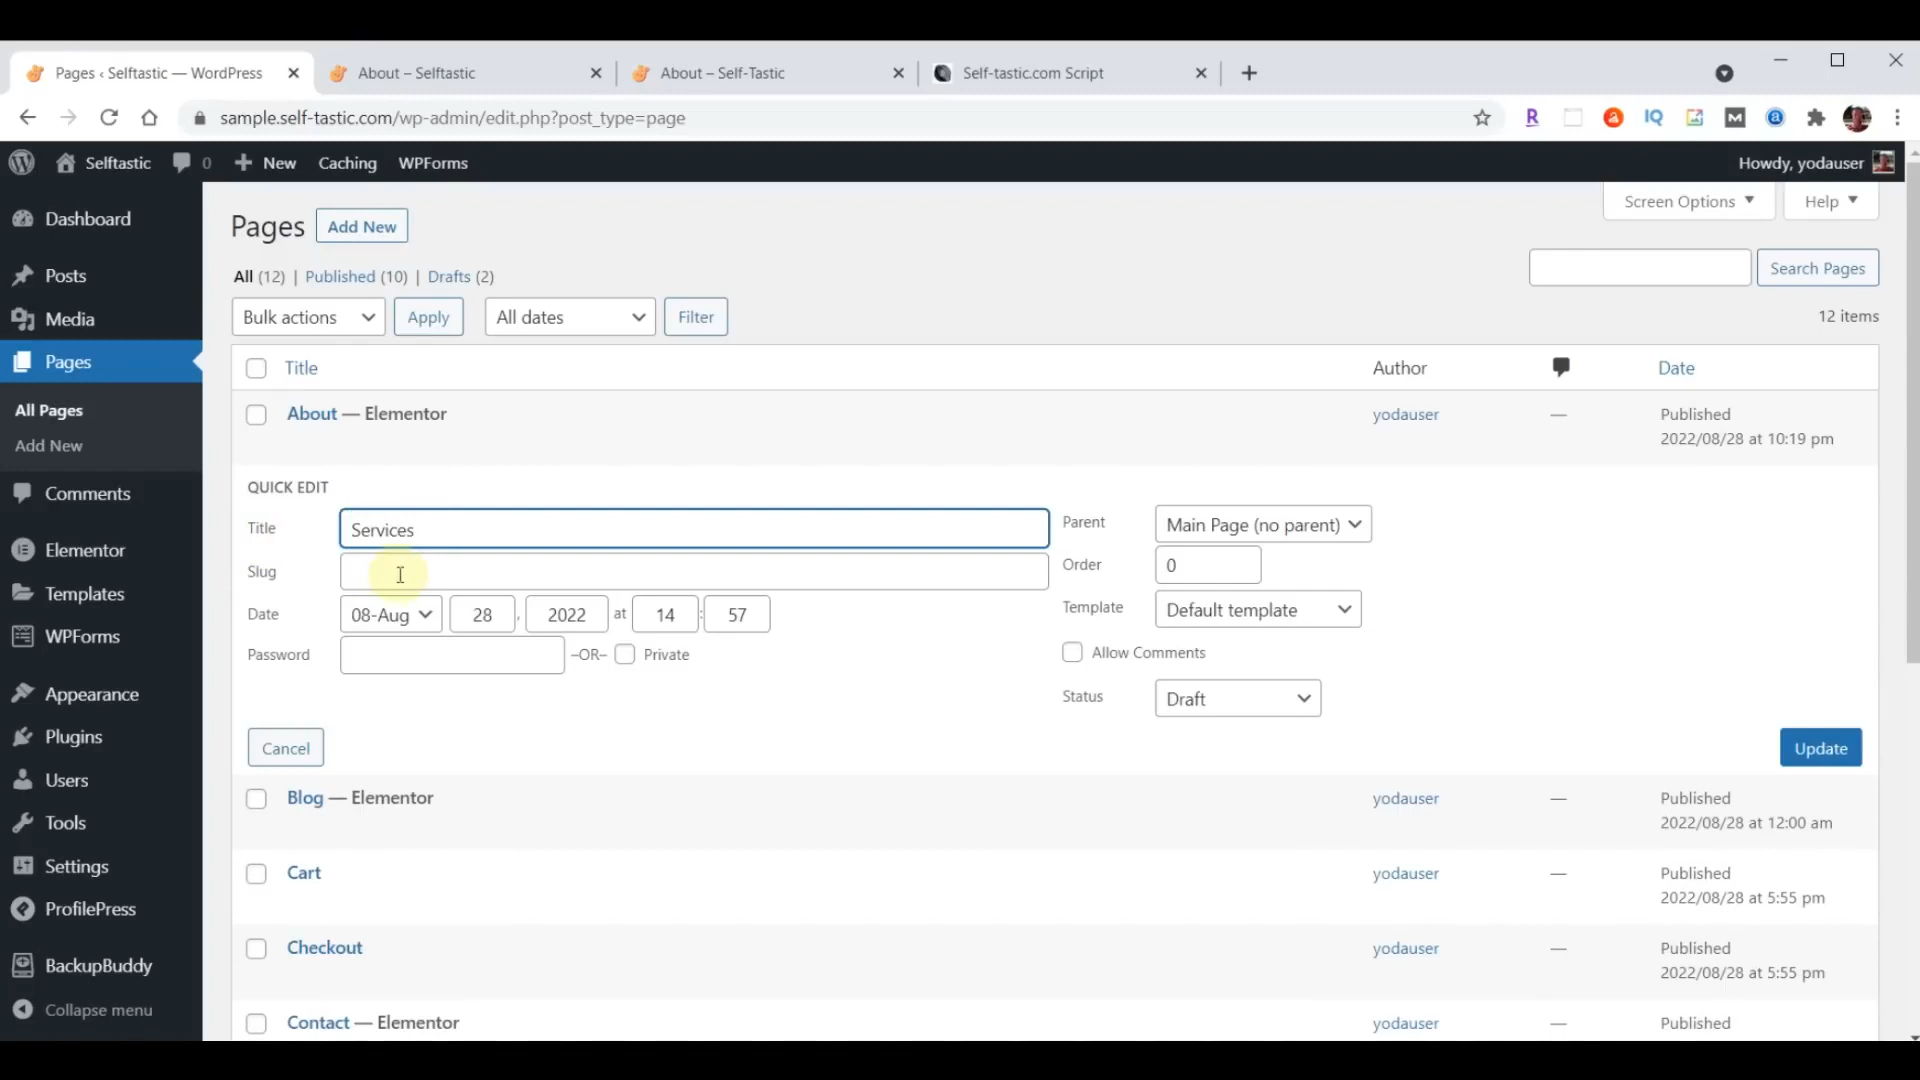 Pages ‹ Selftastic — WordPress
About – Selftastic
About – Self-Tastic
Self-tastic.com Script
sample.self-tastic.com/wp-admin/edit.php?post_type=page
R
IQ
M
a
Selftastic
0
New
Caching
WPForms
Howdy, yodauser
Dashboard
Posts
Media
Pages
All Pages
Add New
Comments
Elementor
Templates
WPForms
Appearance
Plugins
Users
Tools
Settings
ProfilePress
BackupBuddy
Collapse menu
Screen Options
Help
Pages
Add New
All (12) | Published (10) | Drafts (2)
Search Pages
Bulk actions
Apply
All dates
Filter
12 items
Title
Author
Date
About — Elementor
yodauser
—
Published
2022/08/28 at 10:19 pm
QUICK EDIT
Title
Services
Slug
Date
08-Aug
28
,
2022
at
14
:
57
Password
–OR–
Private
Parent
Main Page (no parent)
Order
0
Template
Default template
Allow Comments
Status
Draft
Cancel
Update
Blog — Elementor
yodauser
—
Published
2022/08/28 at 12:00 am
Cart
yodauser
—
Published
2022/08/28 at 5:55 pm
Checkout
yodauser
—
Published
2022/08/28 at 5:55 pm
Contact — Elementor
yodauser
—
Published